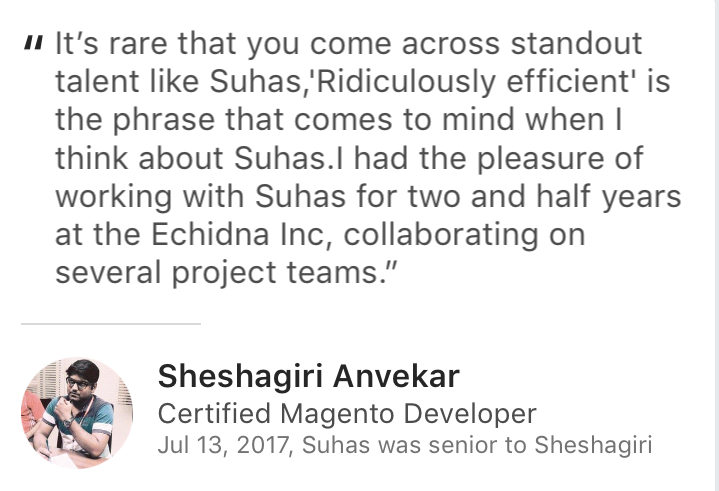 “ It’s rare that you come across standout
talent like Suhas,'Ridiculously efficient' is
the phrase that comes to mind when I
think about Suhas.I had the pleasure of
working with Suhas for two and half years
at the Echidna Inc, collaborating on
several project teams.”
Sheshagiri Anvekar
Certified Magento Developer
Jul 13, 2017, Suhas was senior to Sheshagiri